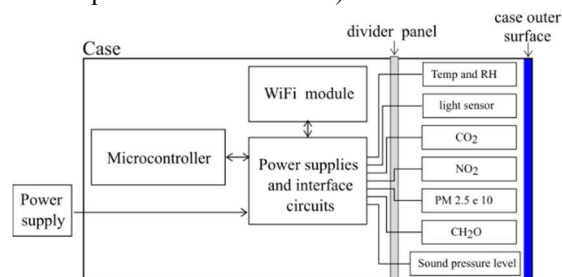 case outer
surface
divider panel
Case
Temp and RH
WiFi module
light sensor
CO2
Microcontroller
Power supplies
and interface
circuits
NO2
Power
supply
PM 2.5 e 10
CH2O
Sound pressure level